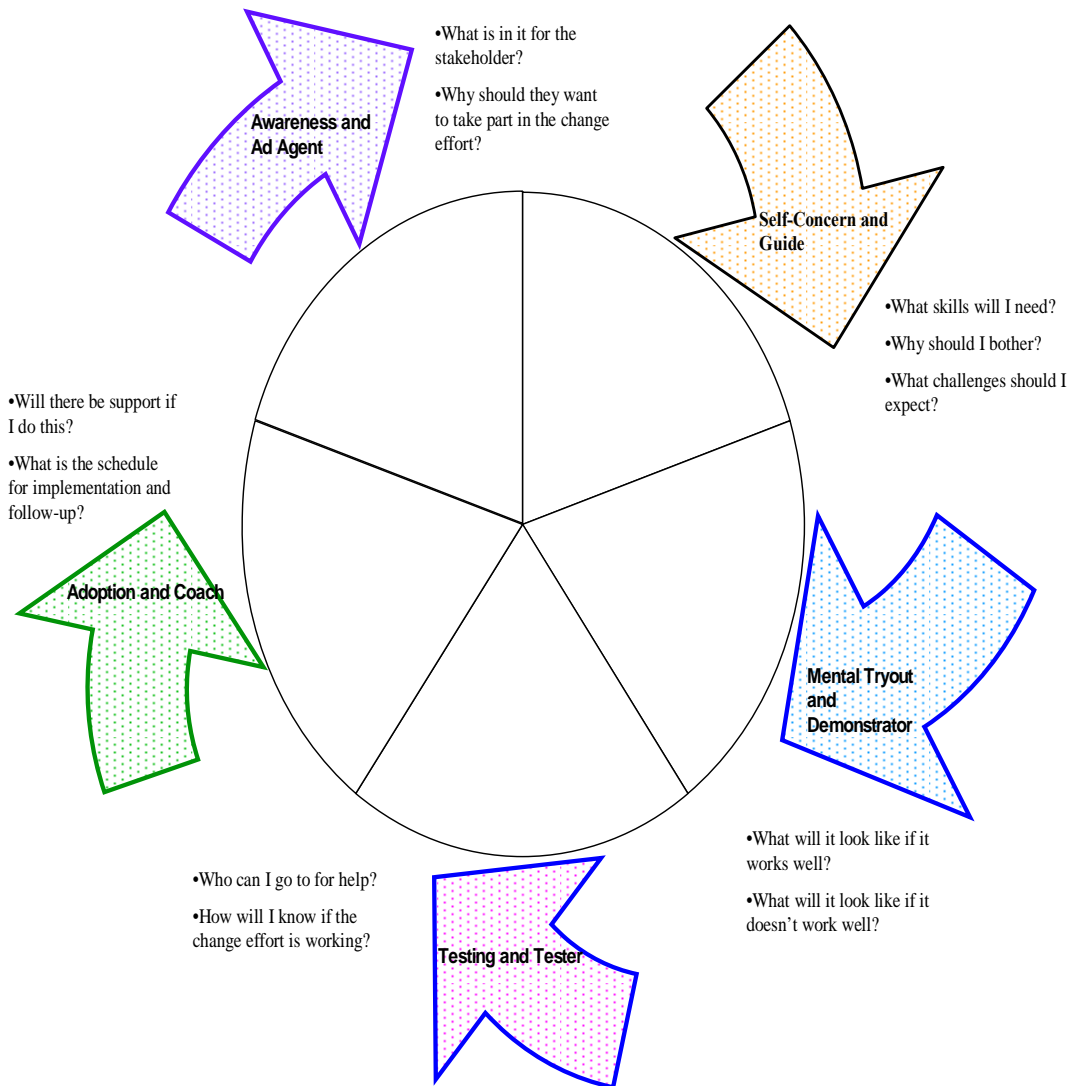 Awareness and
Ad Agent
•What is in it for the
stakeholder?
•Why should they want
to take part in the change
effort?
Self-Concern and
Guide
•What skills will I need?
•Why should I bother?
•What challenges should I
expect?
Mental Tryout
and
Demonstrator
•What will it look like if it
works well?
•What will it look like if it
doesn’t work well?
Testing and Tester
•Who can I go to for help?
•How will I know if the
change effort is working?
Adoption and Coach
•Will there be support if
I do this?
•What is the schedule
for implementation and
follow-up?